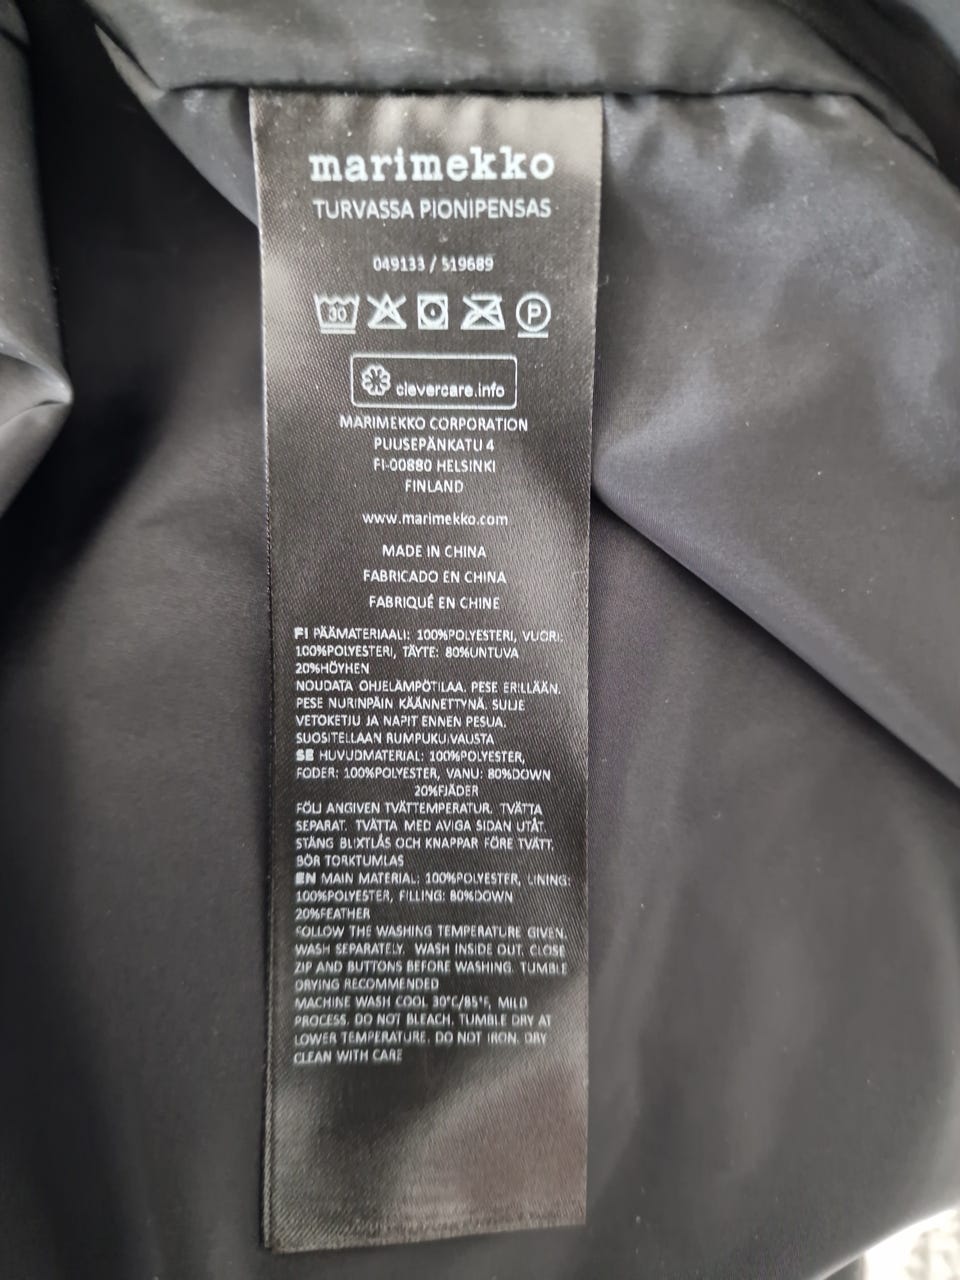 marimekko
TURVASSA PIONIPENSAS
049133 / 519689
30
P
clevercare.info
MARIMEKKO CORPORATION
PUUSEPÄNKATU 4
FI-00880 HELSINKI
FINLAND
www.marimekko.com
MADE IN CHINA
FABRICADO EN CHINA
FABRIQUÉ EN CHINE
FI PÄÄMATERIAALI: 100%POLYESTERI, VUORI:
100%POLYESTERI, TÄYTE: 80%UNTUVA
20%HÖYHEN
NOUDATA OHJELÄMPÖTILAA. PESE ERILLÄÄN.
PESE NURINPÄIN KÄÄNNETTYNÄ. SULJE
VETOKETJU JA NAPIT ENNEN PESUA.
SUOSITELLAAN RUMPUKUIVAUSTA
SE HUVUDMATERIAL: 100%POLYESTER,
FODER: 100%POLYESTER, VANU: 80%DOWN
20%FJÄDER
FÖLJ ANGIVEN TVÄTTEMPERATUR. TVÄTTA
SEPARAT. TVÄTTA MED AVIGA SIDAN UTÅT.
STÄNG BLIXTLÅS OCH KNAPPAR FÖRE TVÄTT.
BÖR TORKTUMLAS
EN MAIN MATERIAL: 100%POLYESTER, LINING:
100%POLYESTER, FILLING: 80%DOWN
20%FEATHER
FOLLOW THE WASHING TEMPERATURE GIVEN.
WASH SEPARATELY. WASH INSIDE OUT. CLOSE
ZIP AND BUTTONS BEFORE WASHING. TUMBLE
DRYING RECOMMENDED
MACHINE WASH COOL 30°C/85°F, MILD
PROCESS. DO NOT BLEACH. TUMBLE DRY AT
LOWER TEMPERATURE. DO NOT IRON. DRY
CLEAN WITH CARE